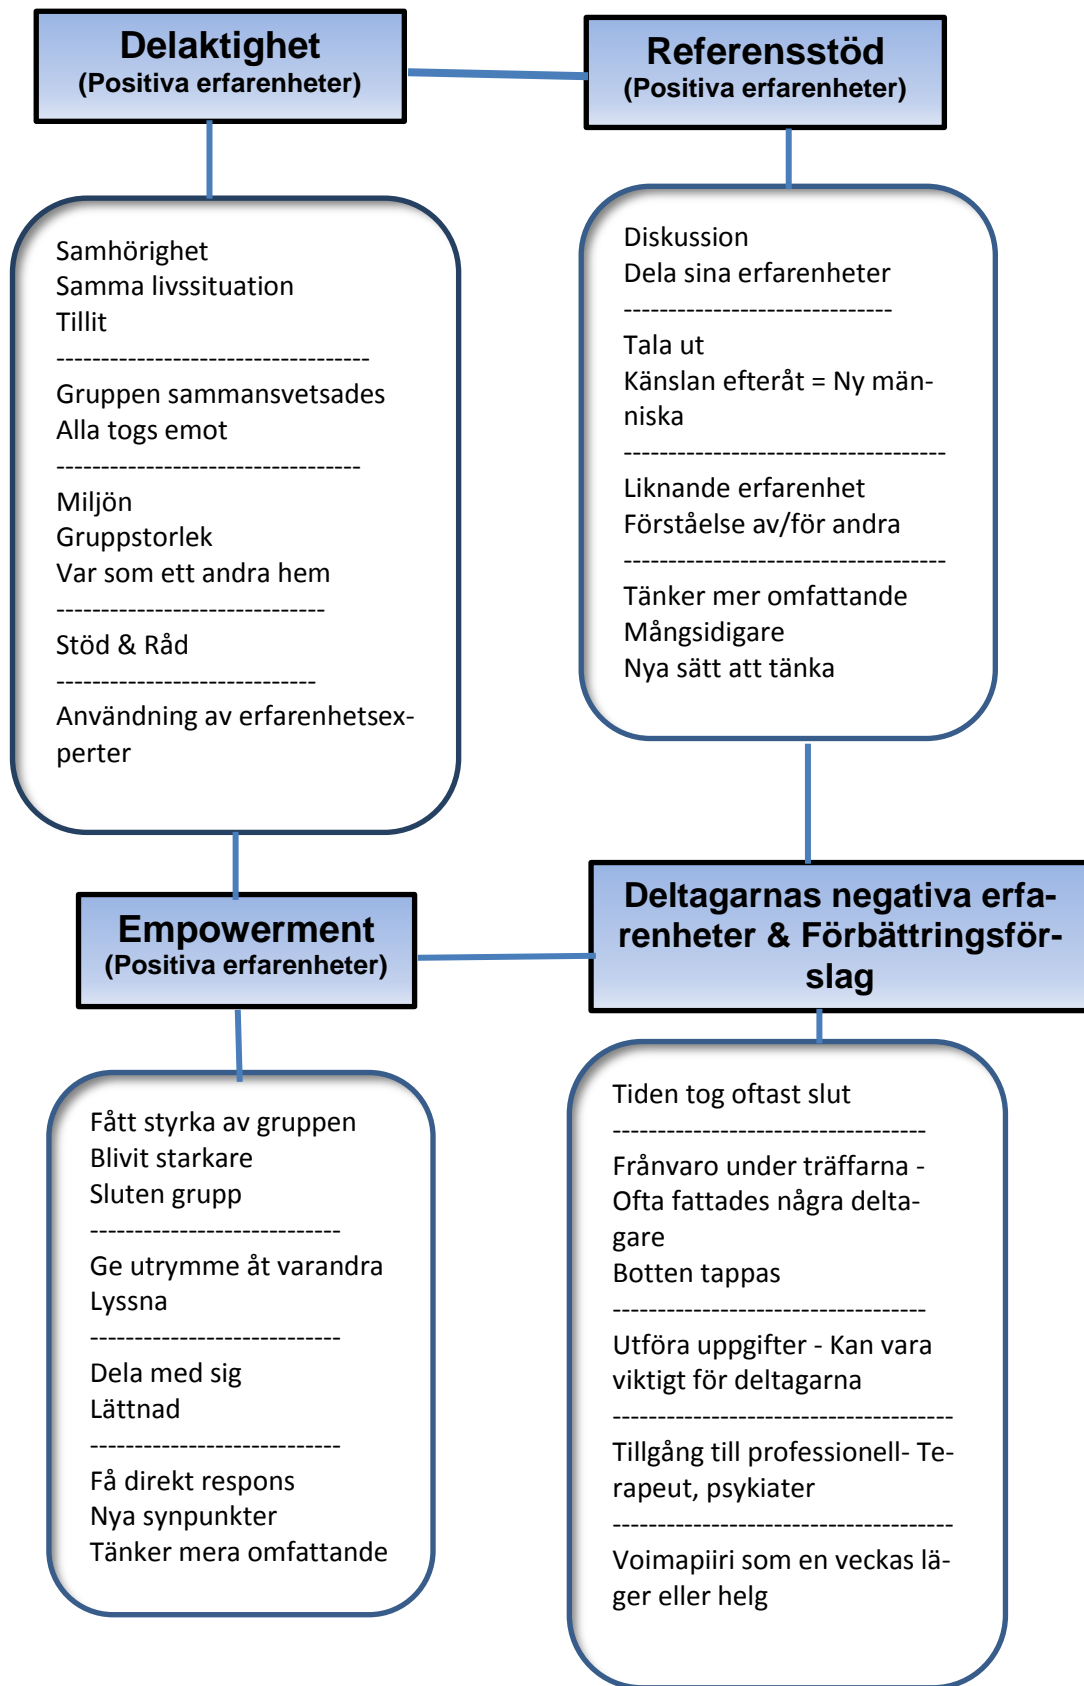 Delaktighet
(Positiva erfarenheter)
Referensstöd
(Positiva erfarenheter)
Samhörighet
Samma livssituation
Tillit
-----------------------------------
Gruppen sammansvetsades
Alla togs emot
----------------------------------
Miljön
Gruppstorlek
Var som ett andra hem
------------------------------
Stöd & Råd
-----------------------------
Användning av erfarenhetsex-
perter
Diskussion
Dela sina erfarenheter
------------------------------
Tala ut
Känslan efteråt = Ny män-
niska
------------------------------------
Liknande erfarenhet
Förståelse av/för andra
------------------------------------
Tänker mer omfattande
Mångsidigare
Nya sätt att tänka
Empowerment
(Positiva erfarenheter)
Deltagarnas negativa erfa-
renheter & Förbättringsför-
slag
Fått styrka av gruppen
Blivit starkare
Sluten grupp
----------------------------
Ge utrymme åt varandra
Lyssna
----------------------------
Dela med sig
Lättnad
----------------------------
Få direkt respons
Nya synpunkter
Tänker mera omfattande
Tiden tog oftast slut
-----------------------------------
Frånvaro under träffarna -
Ofta fattades några delta-
gare
Botten tappas
-----------------------------------
Utföra uppgifter - Kan vara
viktigt för deltagarna
--------------------------------------
Tillgång till professionell- Te-
rapeut, psykiater
--------------------------------------
Voimapiiri som en veckas lä-
ger eller helg